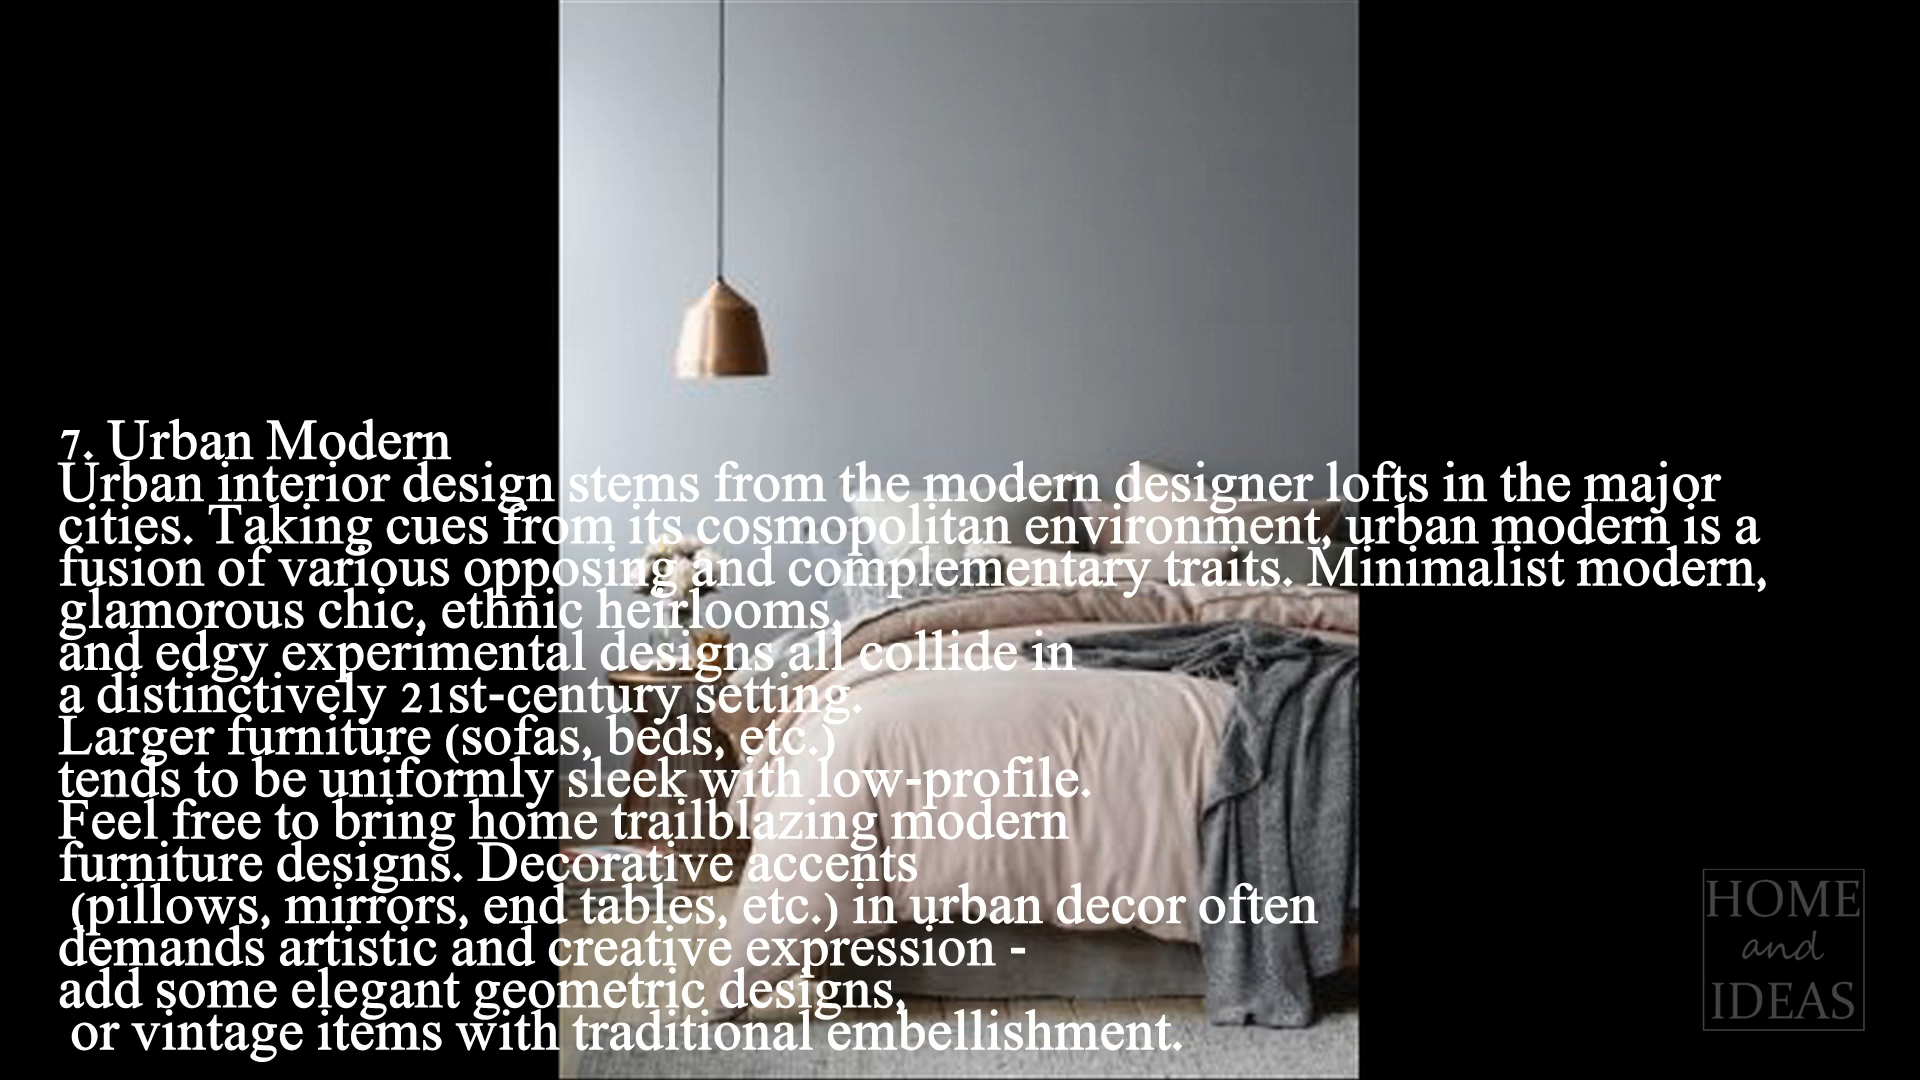 7. Urban Modern
Urban interior design stems from the modern designer lofts in the major
cities. Taking cues from its cosmopolitan environment, urban modern is a
fusion of various opposing and complementary traits. Minimalist modern,
glamorous chic, ethnic heirlooms,
and edgy experimental designs all collide in
a distinctively 21st-century setting.
Larger furniture (sofas, beds, etc.)
tends to be uniformly sleek with low-profile.
Feel free to bring home trailblazing modern
furniture designs. Decorative accents
(pillows, mirrors, end tables, etc.) in urban decor often
demands artistic and creative expression -
add some elegant geometric designs,
or vintage items with traditional embellishment.
HOME
and
IDEAS